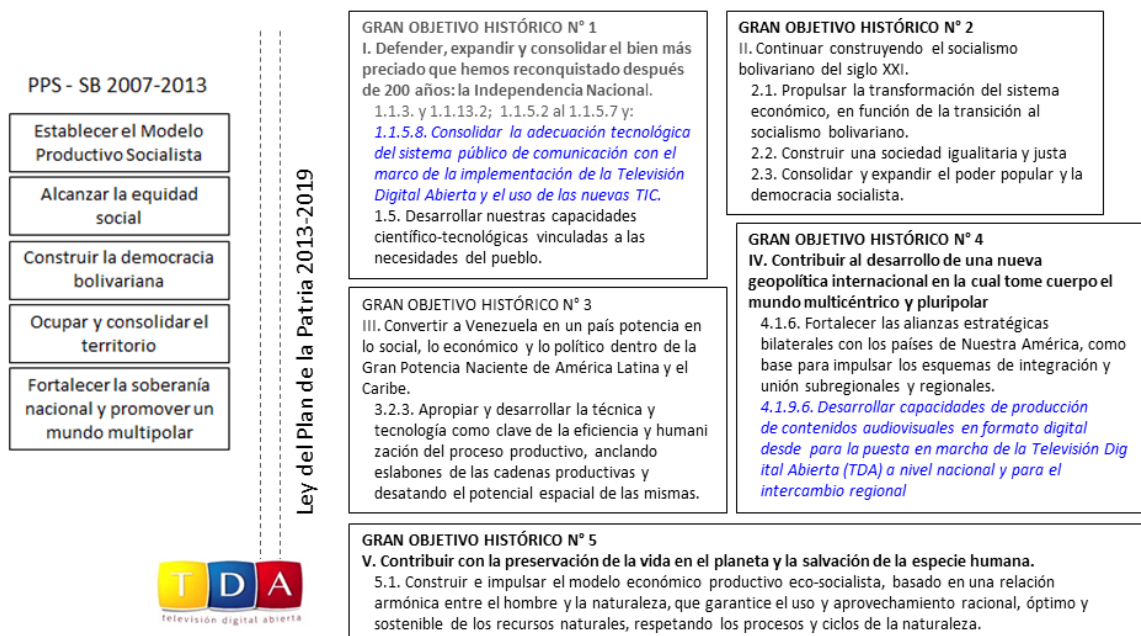 PPS - SB 2007-2013
Establecer el Modelo
Productivo Socialista
Alcanzar la equidad
social
Construir la democracia
bolivariana
Ocupar y consolidar el
territorio
Fortalecer la soberanía
nacional y promover un
mundo multipolar
Ley del Plan de la Patria 2013-2019
TDA
televisión digital abierta
GRAN OBJETIVO HISTÓRICO N° 1
I. Defender, expandir y consolidar el bien más
preciado que hemos reconquistado después
de 200 años: la Independencia Nacional.
1.1.3. y 1.1.13.2; 1.1.5.2 al 1.1.5.7 y:
1.1.5.8. Consolidar la adecuación tecnológica
del sistema público de comunicación con el
marco de la implementación de la Televisión
Digital Abierta y el uso de las nuevas TIC.
1.5. Desarrollar nuestras capacidades
científico-tecnológicas vinculadas a las
necesidades del pueblo.
GRAN OBJETIVO HISTÓRICO N° 2
II. Continuar construyendo el socialismo
bolivariano del siglo XXI.
2.1. Propulsar la transformación del sistema
económico, en función de la transición al
socialismo bolivariano.
2.2. Construir una sociedad igualitaria y justa
2.3. Consolidar y expandir el poder popular y la
democracia socialista.
GRAN OBJETIVO HISTÓRICO N° 3
III. Convertir a Venezuela en un país potencia en
lo social, lo económico y lo político dentro de la
Gran Potencia Naciente de América Latina y el
Caribe.
3.2.3. Apropiar y desarrollar la técnica y
tecnología como clave de la eficiencia y humani
zación del proceso productivo, anclando
eslabones de las cadenas productivas y
desatando el potencial espacial de las mismas.
GRAN OBJETIVO HISTÓRICO N° 4
IV. Contribuir al desarrollo de una nueva
geopolítica internacional en la cual tome cuerpo el
mundo multicéntrico y pluripolar
4.1.6. Fortalecer las alianzas estratégicas
bilaterales con los países de Nuestra América, como
base para impulsar los esquemas de integración y
unión subregionales y regionales.
4.1.9.6. Desarrollar capacidades de producción
de contenidos audiovisuales en formato digital
desde para la puesta en marcha de la Televisión Dig
ital Abierta (TDA) a nivel nacional y para el
intercambio regional
GRAN OBJETIVO HISTÓRICO N° 5
V. Contribuir con la preservación de la vida en el planeta y la salvación de la especie humana.
5.1. Construir e impulsar el modelo económico productivo eco-socialista, basado en una relación
armónica entre el hombre y la naturaleza, que garantice el uso y aprovechamiento racional, óptimo y
sostenible de los recursos naturales, respetando los procesos y ciclos de la naturaleza.